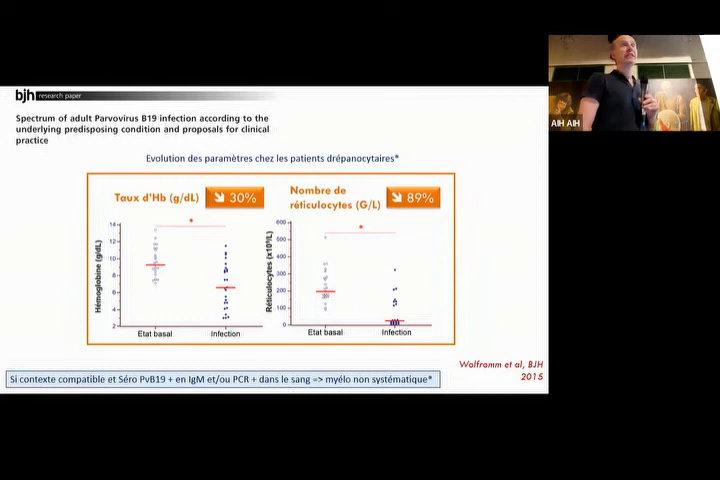 bjh research paper
Spectrum of adult Parvovirus B19 infection according to the
underlying predisposing condition and proposals for clinical
practice
AIH AIH
Evolution des paramètres chez les patients drépanocytaires*
Taux d'Hb (g/dL) ↘ 30%
Nombre de
réticulocytes (G/L) ↘ 89%
Hémoglobine (g/dL)
14
12
10
8
6
4
2
*
Etat basal Infection
Réticulocytes (x10⁹/L)
600
500
400
300
200
100
0
*
Etat basal Infection
Wolfromm et al, BJH
2015
Si contexte compatible et Séro PvB19 + en IgM et/ou PCR + dans le sang => myélo non systématique*